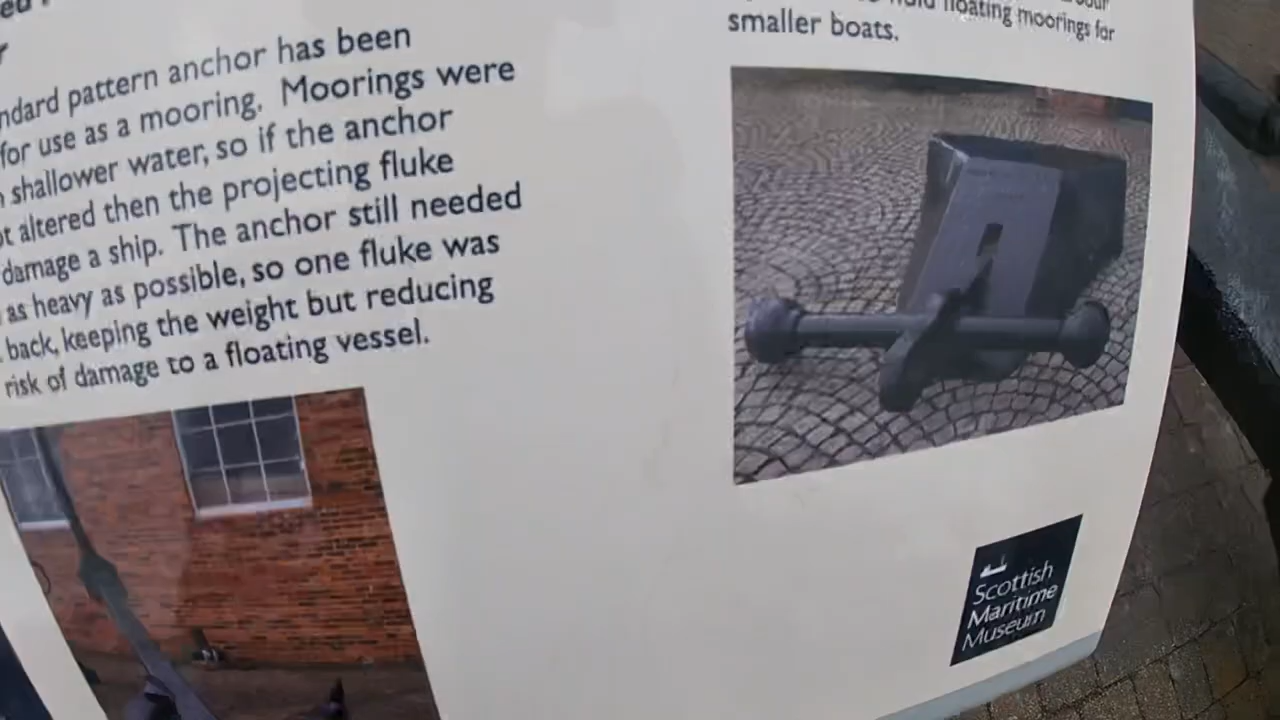 ed
ndard pattern anchor has been
for use as a mooring. Moorings were
shallower water, so if the anchor
altered then the projecting fluke
damage a ship. The anchor still needed
as heavy as possible, so one fluke was
back, keeping the weight but reducing
risk of damage to a floating vessel.
floating moorings for
smaller boats.
Scottish
Maritime
Museum